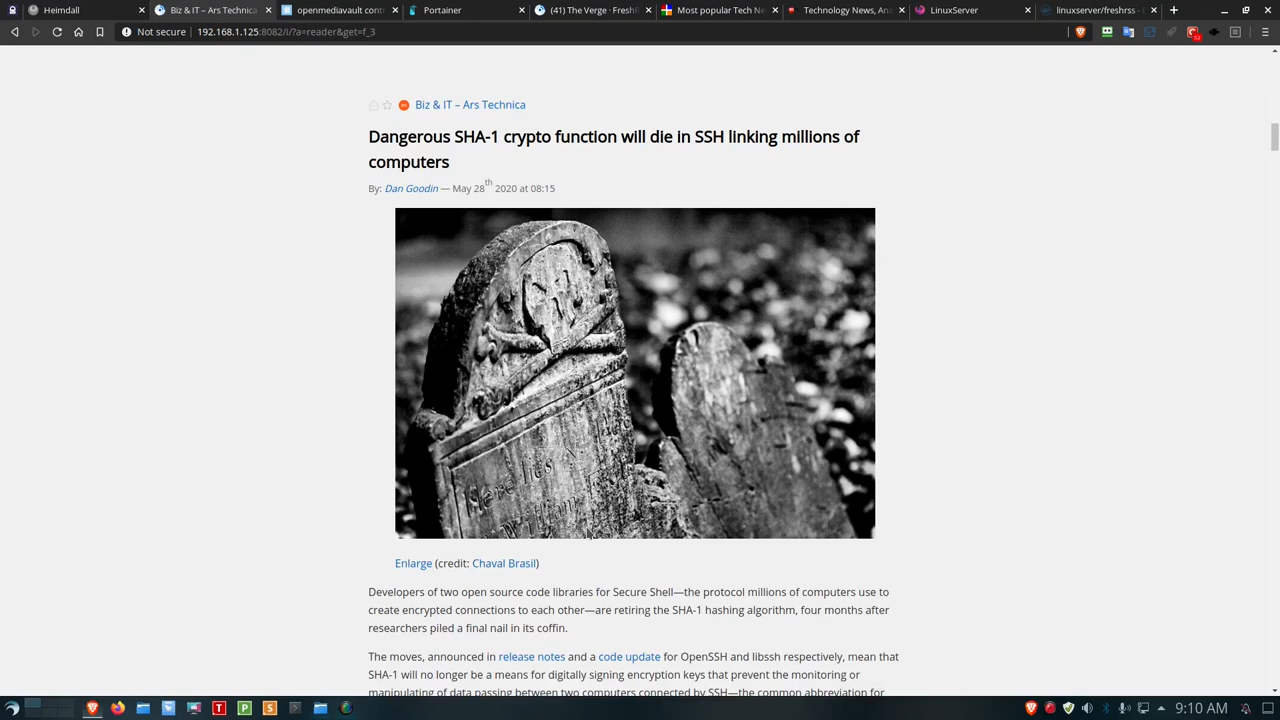 Heimdall
Biz & IT – Ars Technica
openmediavault contr
Portainer
(41) The Verge · FreshR
Most popular Tech Ne
Technology News, Ana
LinuxServer
linuxserver/freshrss - D
Not secure
192.168.1.125:8082/i/?a=reader&get=f_3
Biz & IT – Ars Technica
Dangerous SHA-1 crypto function will die in SSH linking millions of
computers
By: Dan Goodin — May 28th 2020 at 08:15
Here lies
William
Enlarge (credit: Chaval Brasil)
Developers of two open source code libraries for Secure Shell—the protocol millions of computers use to
create encrypted connections to each other—are retiring the SHA-1 hashing algorithm, four months after
researchers piled a final nail in its coffin.
The moves, announced in release notes and a code update for OpenSSH and libssh respectively, mean that
SHA-1 will no longer be a means for digitally signing encryption keys that prevent the monitoring or
manipulating of data passing between two computers connected by SSH—the common abbreviation for
T
P
S
9:10 AM